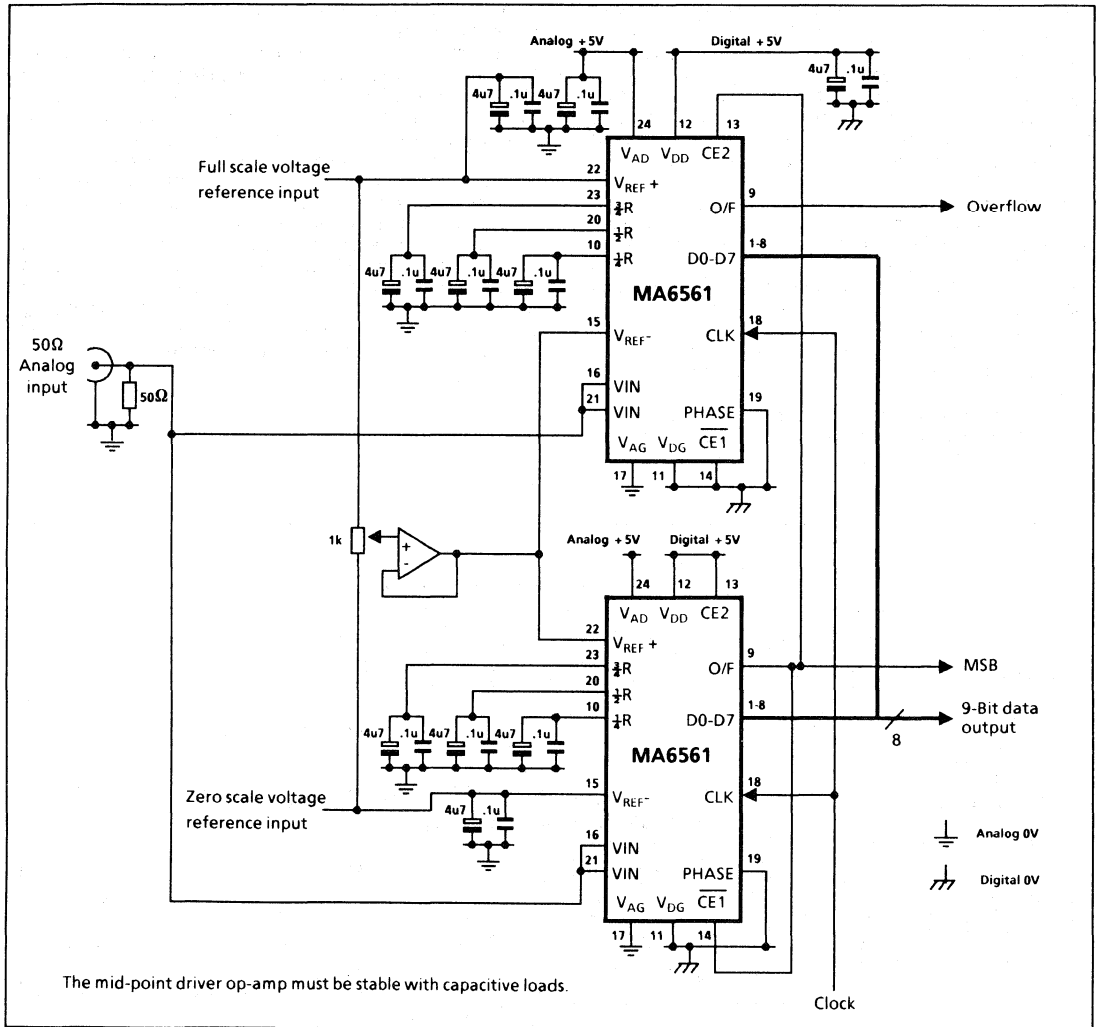 Analog + 5V
Digital + 5V
4u7 .1u 4u7 .1u
4u7 .1u
24 12 13
V_AD V_DD CE2
Full scale voltage
reference input
22
V_REF +
23
¾R
20
½R
10
¼R
9
O/F
Overflow
1-8
D0-D7
4u7 .1u 4u7 .1u 4u7 .1u
MA6561
15
V_REF-
18
CLK
50Ω
Analog
input
50Ω
16
VIN
21
VIN
19
PHASE
V_AG V_DG C̅E̅1̅
17 11 14
1k
+
-
Analog + 5V
Digital + 5V
24 12 13
V_AD V_DD CE2
22
V_REF +
23
¾R
20
½R
10
¼R
9
O/F
MSB
1-8
D0-D7
9-Bit data
output
8
4u7 .1u 4u7 .1u 4u7 .1u
MA6561
Zero scale voltage
reference input
4u7 .1u
15
V_REF-
18
CLK
16
VIN
21
VIN
19
PHASE
V_AG V_DG C̅E̅1̅
17 11 14
Analog 0V
Digital 0V
The mid-point driver op-amp must be stable with capacitive loads.
Clock